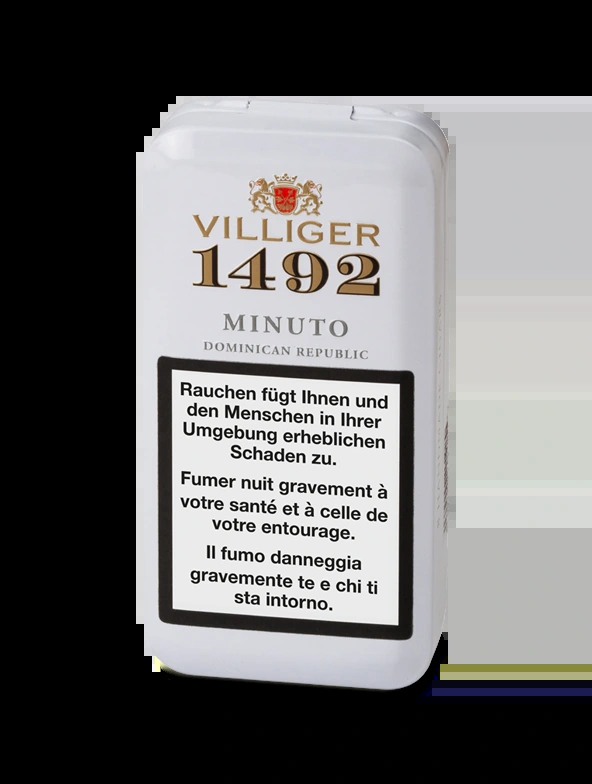 VILLIGER
1492
MINUTO
DOMINICAN REPUBLIC
Rauchen fügt Ihnen und
den Menschen in Ihrer
Umgebung erheblichen
Schaden zu.
Fumer nuit gravement à
votre santé et à celle de
votre entourage.
Il fumo danneggia
gravemente te e chi ti
sta intorno.